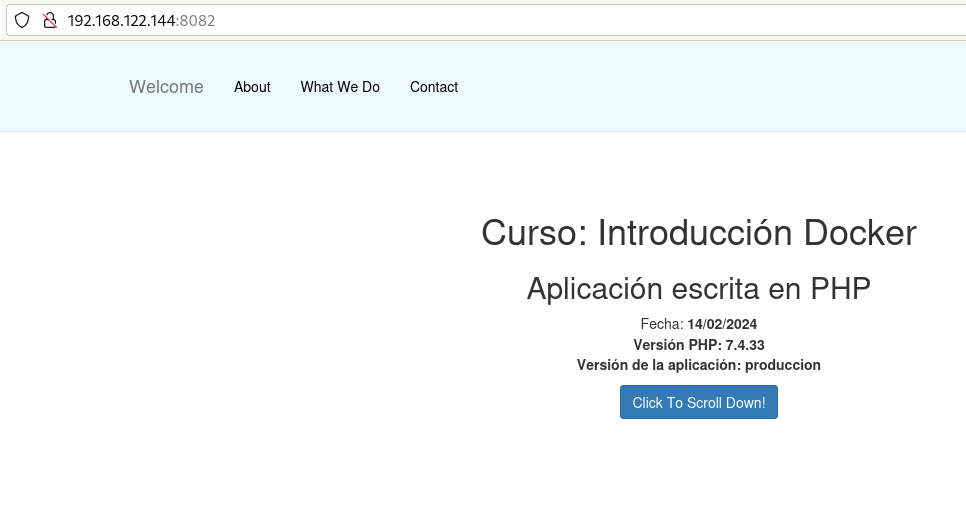 192.168.122.144:8082
Welcome About What We Do Contact
Curso: Introducción Docker
Aplicación escrita en PHP
Fecha: 14/02/2024
Versión PHP: 7.4.33
Versión de la aplicación: produccion
Click To Scroll Down!